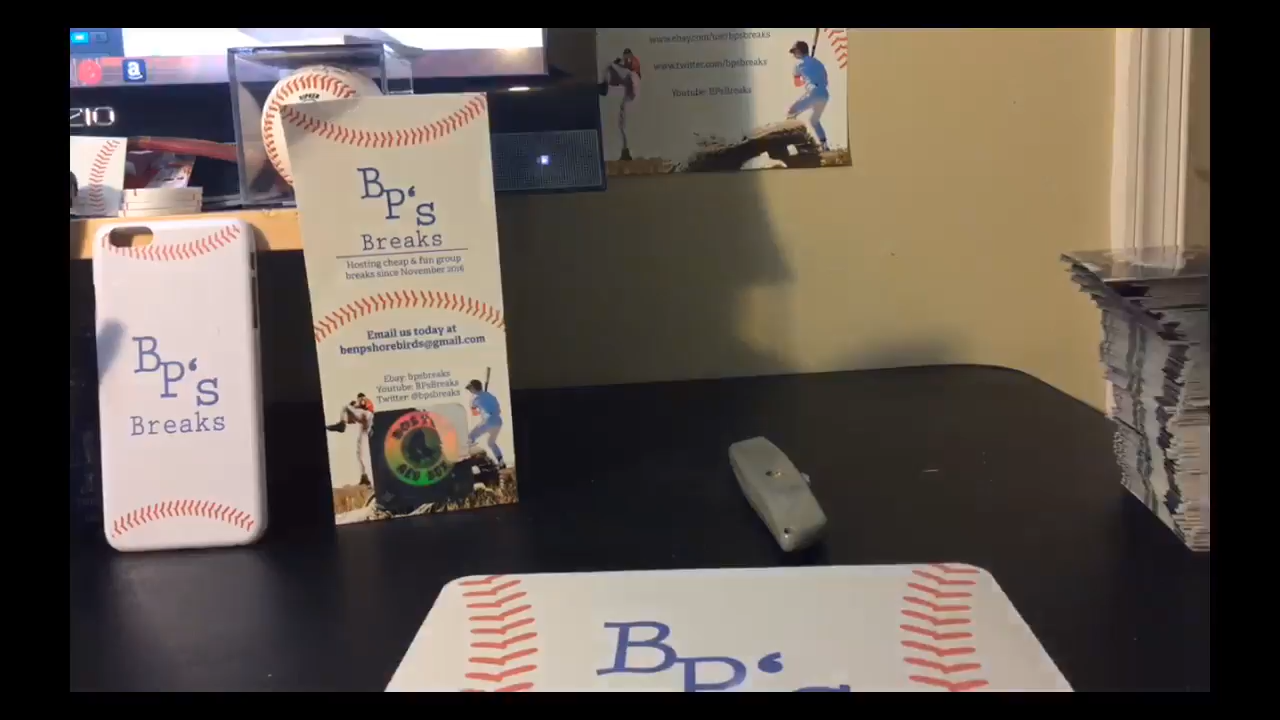 www.ebay.com/usr/bpsbreaks
www.twitter.com/bpsbreaks
Youtube: BPsBreaks
a
ZIO
BP's
Breaks
Hosting cheap & fun group
breaks since November 2016
Email us today at
benpshorebirds@gmail.com
Ebay: bpsbreaks
Youtube: BPsBreaks
Twitter: @bpsbreaks
RED SOX
BP's
Breaks
BP's